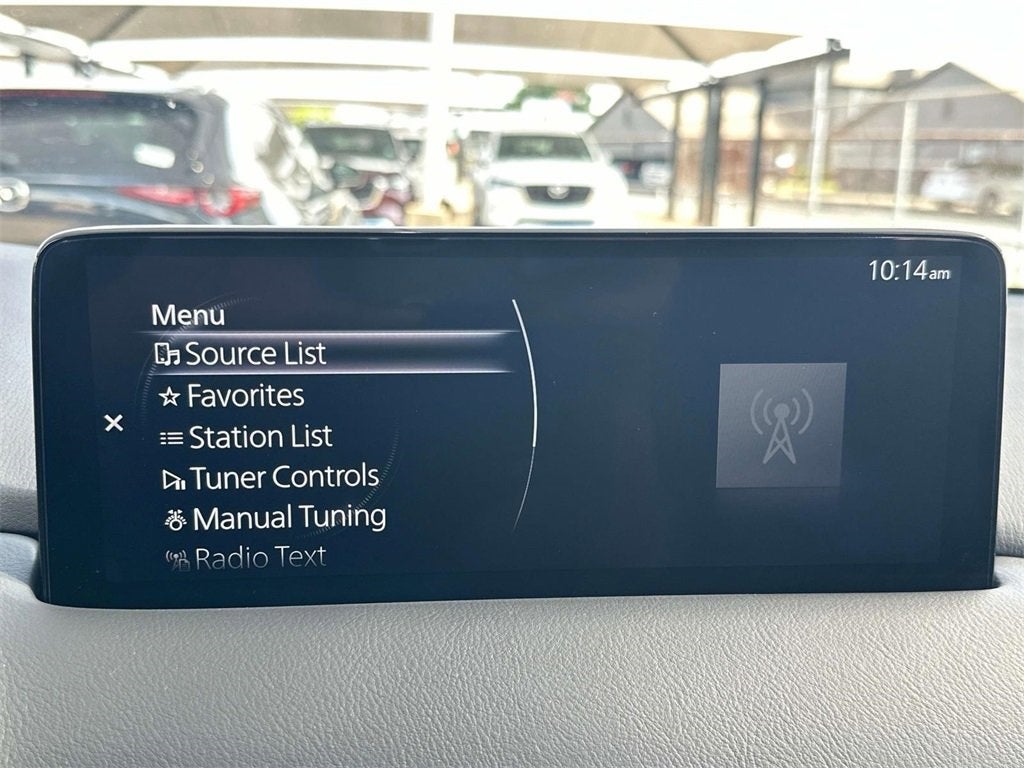 10:14am
Menu
Source List
Favorites
Station List
Tuner Controls
Manual Tuning
Radio Text